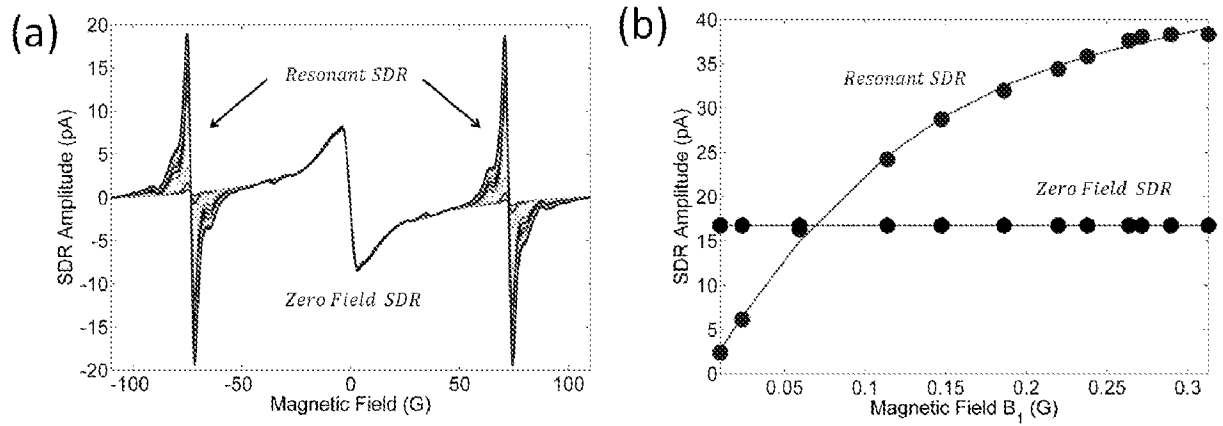 (a)
20
15
10
5
0
-5
-10
-15
-20
SDR Amplitude (pA)
Resonant SDR
Zero Field SDR
-100
-50
0
50
100
Magnetic Field (G)
(b)
40
35
30
25
20
15
10
5
0
SDR Amplitude (pA)
Resonant SDR
Zero Field SDR
0.05
0.1
0.15
0.2
0.25
0.3
Magnetic Field B₁ (G)